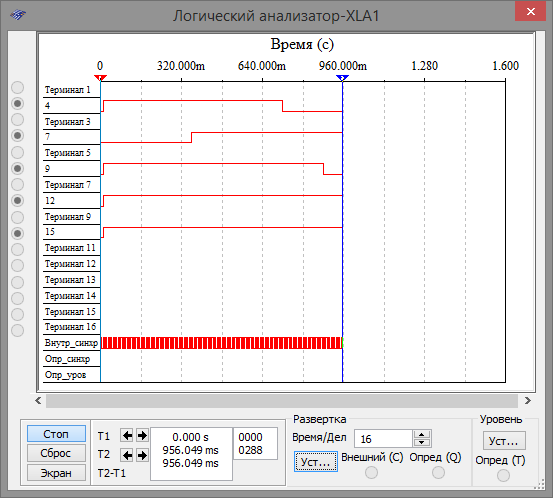 Логический анализатор-XLA1
Время (с)
0 320.000m 640.000m 960.000m 1.280 1.600
Терминал 1
4
Терминал 3
7
Терминал 5
9
Терминал 7
12
Терминал 9
15
Терминал 11
Терминал 12
Терминал 13
Терминал 14
Терминал 15
Терминал 16
Внутр_синхр
Опр_синхр
Опр_уров
Стоп
Сброс
Экран
T1
T2
T2-T1
0.000 s
956.049 ms
956.049 ms
0000
0288
Развертка
Время/Дел 16
Уст...
Внешний (C)
Опред (Q)
Уровень
Уст...
Опред (T)